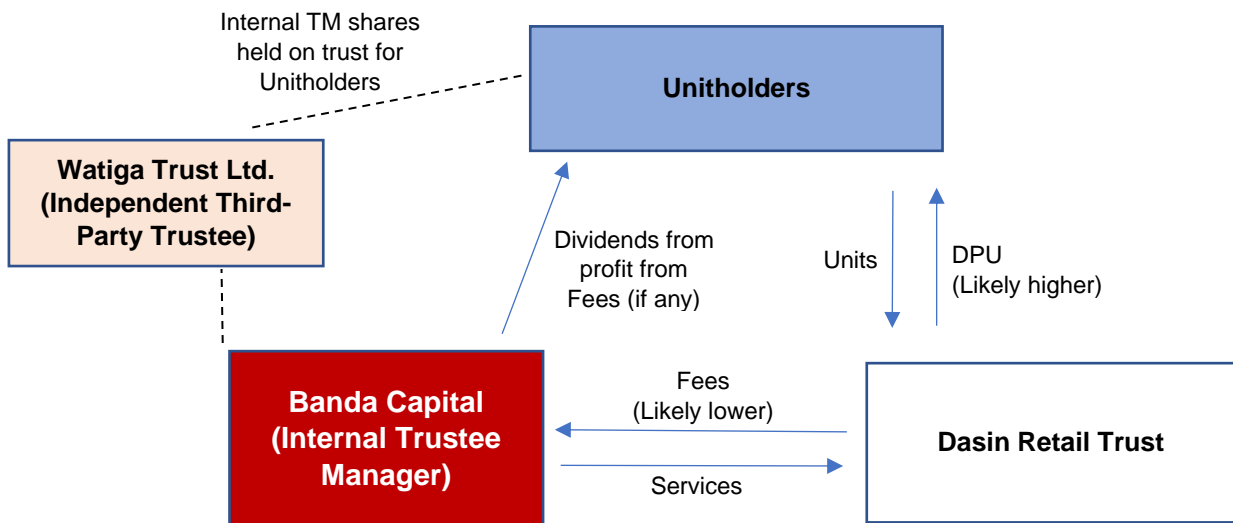 Internal TM shares
held on trust for
Unitholders
Unitholders
Watiga Trust Ltd.
(Independent Third-
Party Trustee)
Dividends from
profit from
Fees (if any)
Units
DPU
(Likely higher)
Banda Capital
(Internal Trustee
Manager)
Fees
(Likely lower)
Services
Dasin Retail Trust